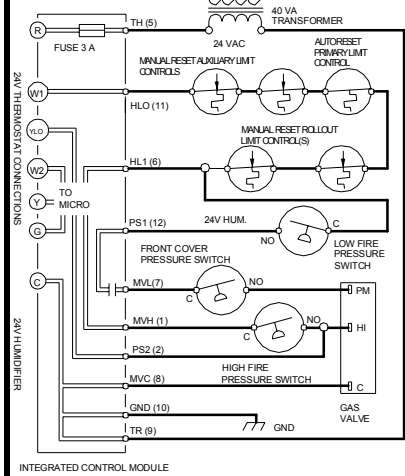 40 VA
TRANSFORMER
R
TH (5)
FUSE 3 A
24 VAC
MANUAL RESET AUXILIARY LIMIT
CONTROLS
AUTO RESET
PRIMARY LIMIT
CONTROL
24V THERMOSTAT CONNECTIONS
W1
HLO (11)
YLO
MANUAL RESET ROLLOUT
LIMIT CONTROL(S)
W2
HL1 (6)
TO
MICRO
Y
G
PS1 (12)
24V HUM.
C
NO
LOW FIRE
PRESSURE
SWITCH
FRONT COVER
PRESSURE SWITCH
C
MVL(7)
NO
C
PM
24V HUMIDIFIER
MVH (1)
NO
C
HI
PS2 (2)
HIGH FIRE
PRESSURE SWITCH
MVC (8)
C
GND (10)
GAS
VALVE
GND
TR (9)
INTEGRATED CONTROL MODULE